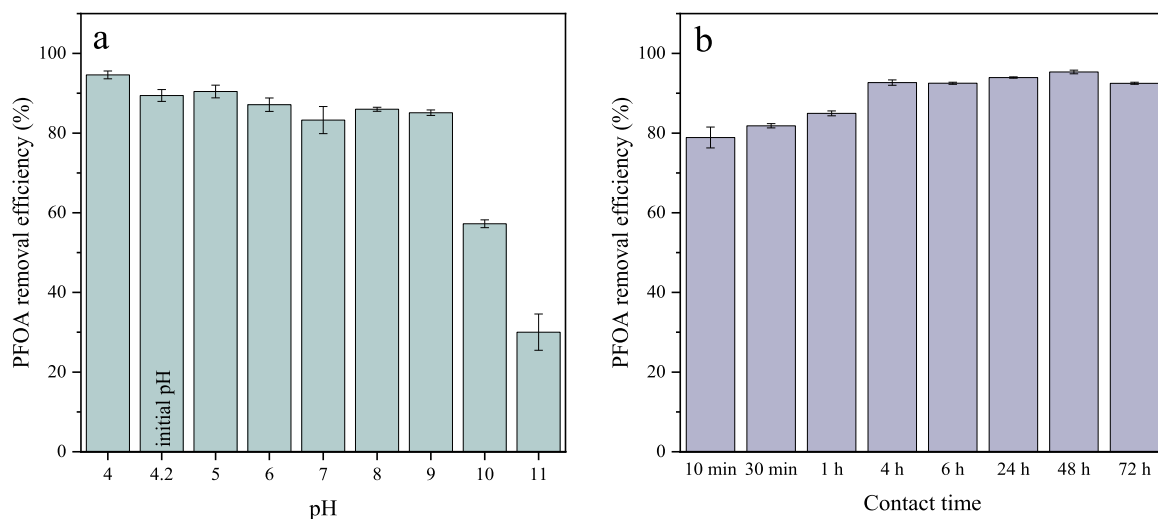 a
100
80
60
40
20
0
PFOA removal efficiency (%)
initial pH
4 4.2 5 6 7 8 9 10 11
pH
b
100
80
60
40
20
0
PFOA removal efficiency (%)
10 min 30 min 1 h 4 h 6 h 24 h 48 h 72 h
Contact time